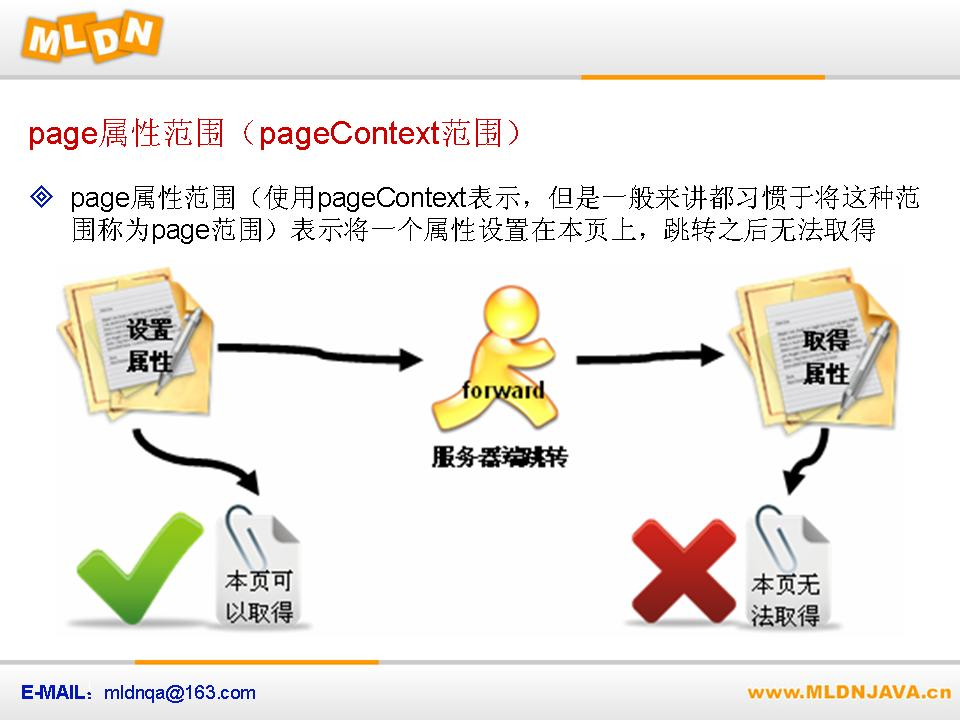 MLDN
page属性范围（pageContext范围）
page属性范围（使用pageContext表示，但是一般来讲都习惯于将这种范
围称为page范围）表示将一个属性设置在本页上，跳转之后无法取得
设置
属性
forward
服务器端跳转
取得
属性
本页可
以取得
本页无
法取得
E-MAIL：mldnqa@163.com
www.MLDNJAVA.cn